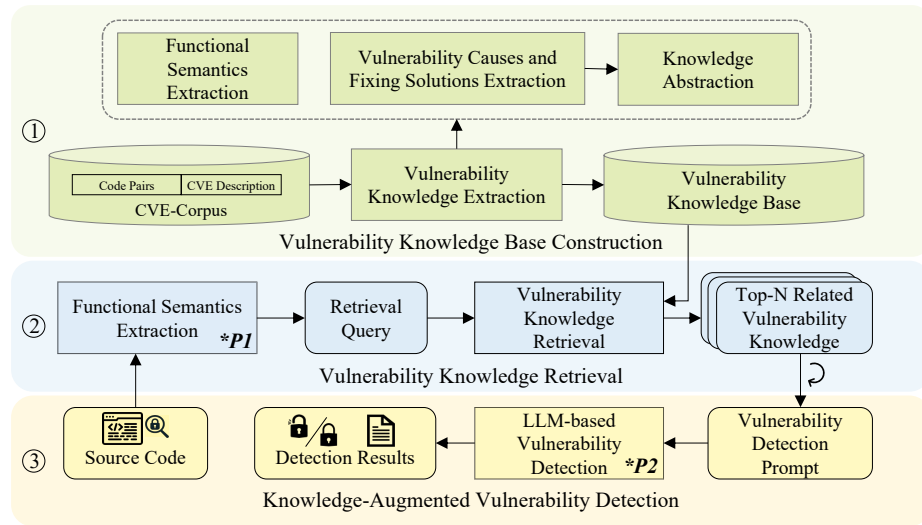 Functional
Semantics
Extraction
Vulnerability Causes and
Fixing Solutions Extraction
Knowledge
Abstraction
①
Code Pairs
CVE Description
CVE-Corpus
Vulnerability
Knowledge Extraction
Vulnerability
Knowledge Base
Vulnerability Knowledge Base Construction
②
Functional Semantics
Extraction
*P1
Retrieval
Query
Vulnerability
Knowledge
Retrieval
Top-N Related
Vulnerability
Knowledge
Vulnerability Knowledge Retrieval
③
</>
Source Code
Detection Results
LLM-based
Vulnerability
Detection
*P2
Vulnerability
Detection
Prompt
Knowledge-Augmented Vulnerability Detection